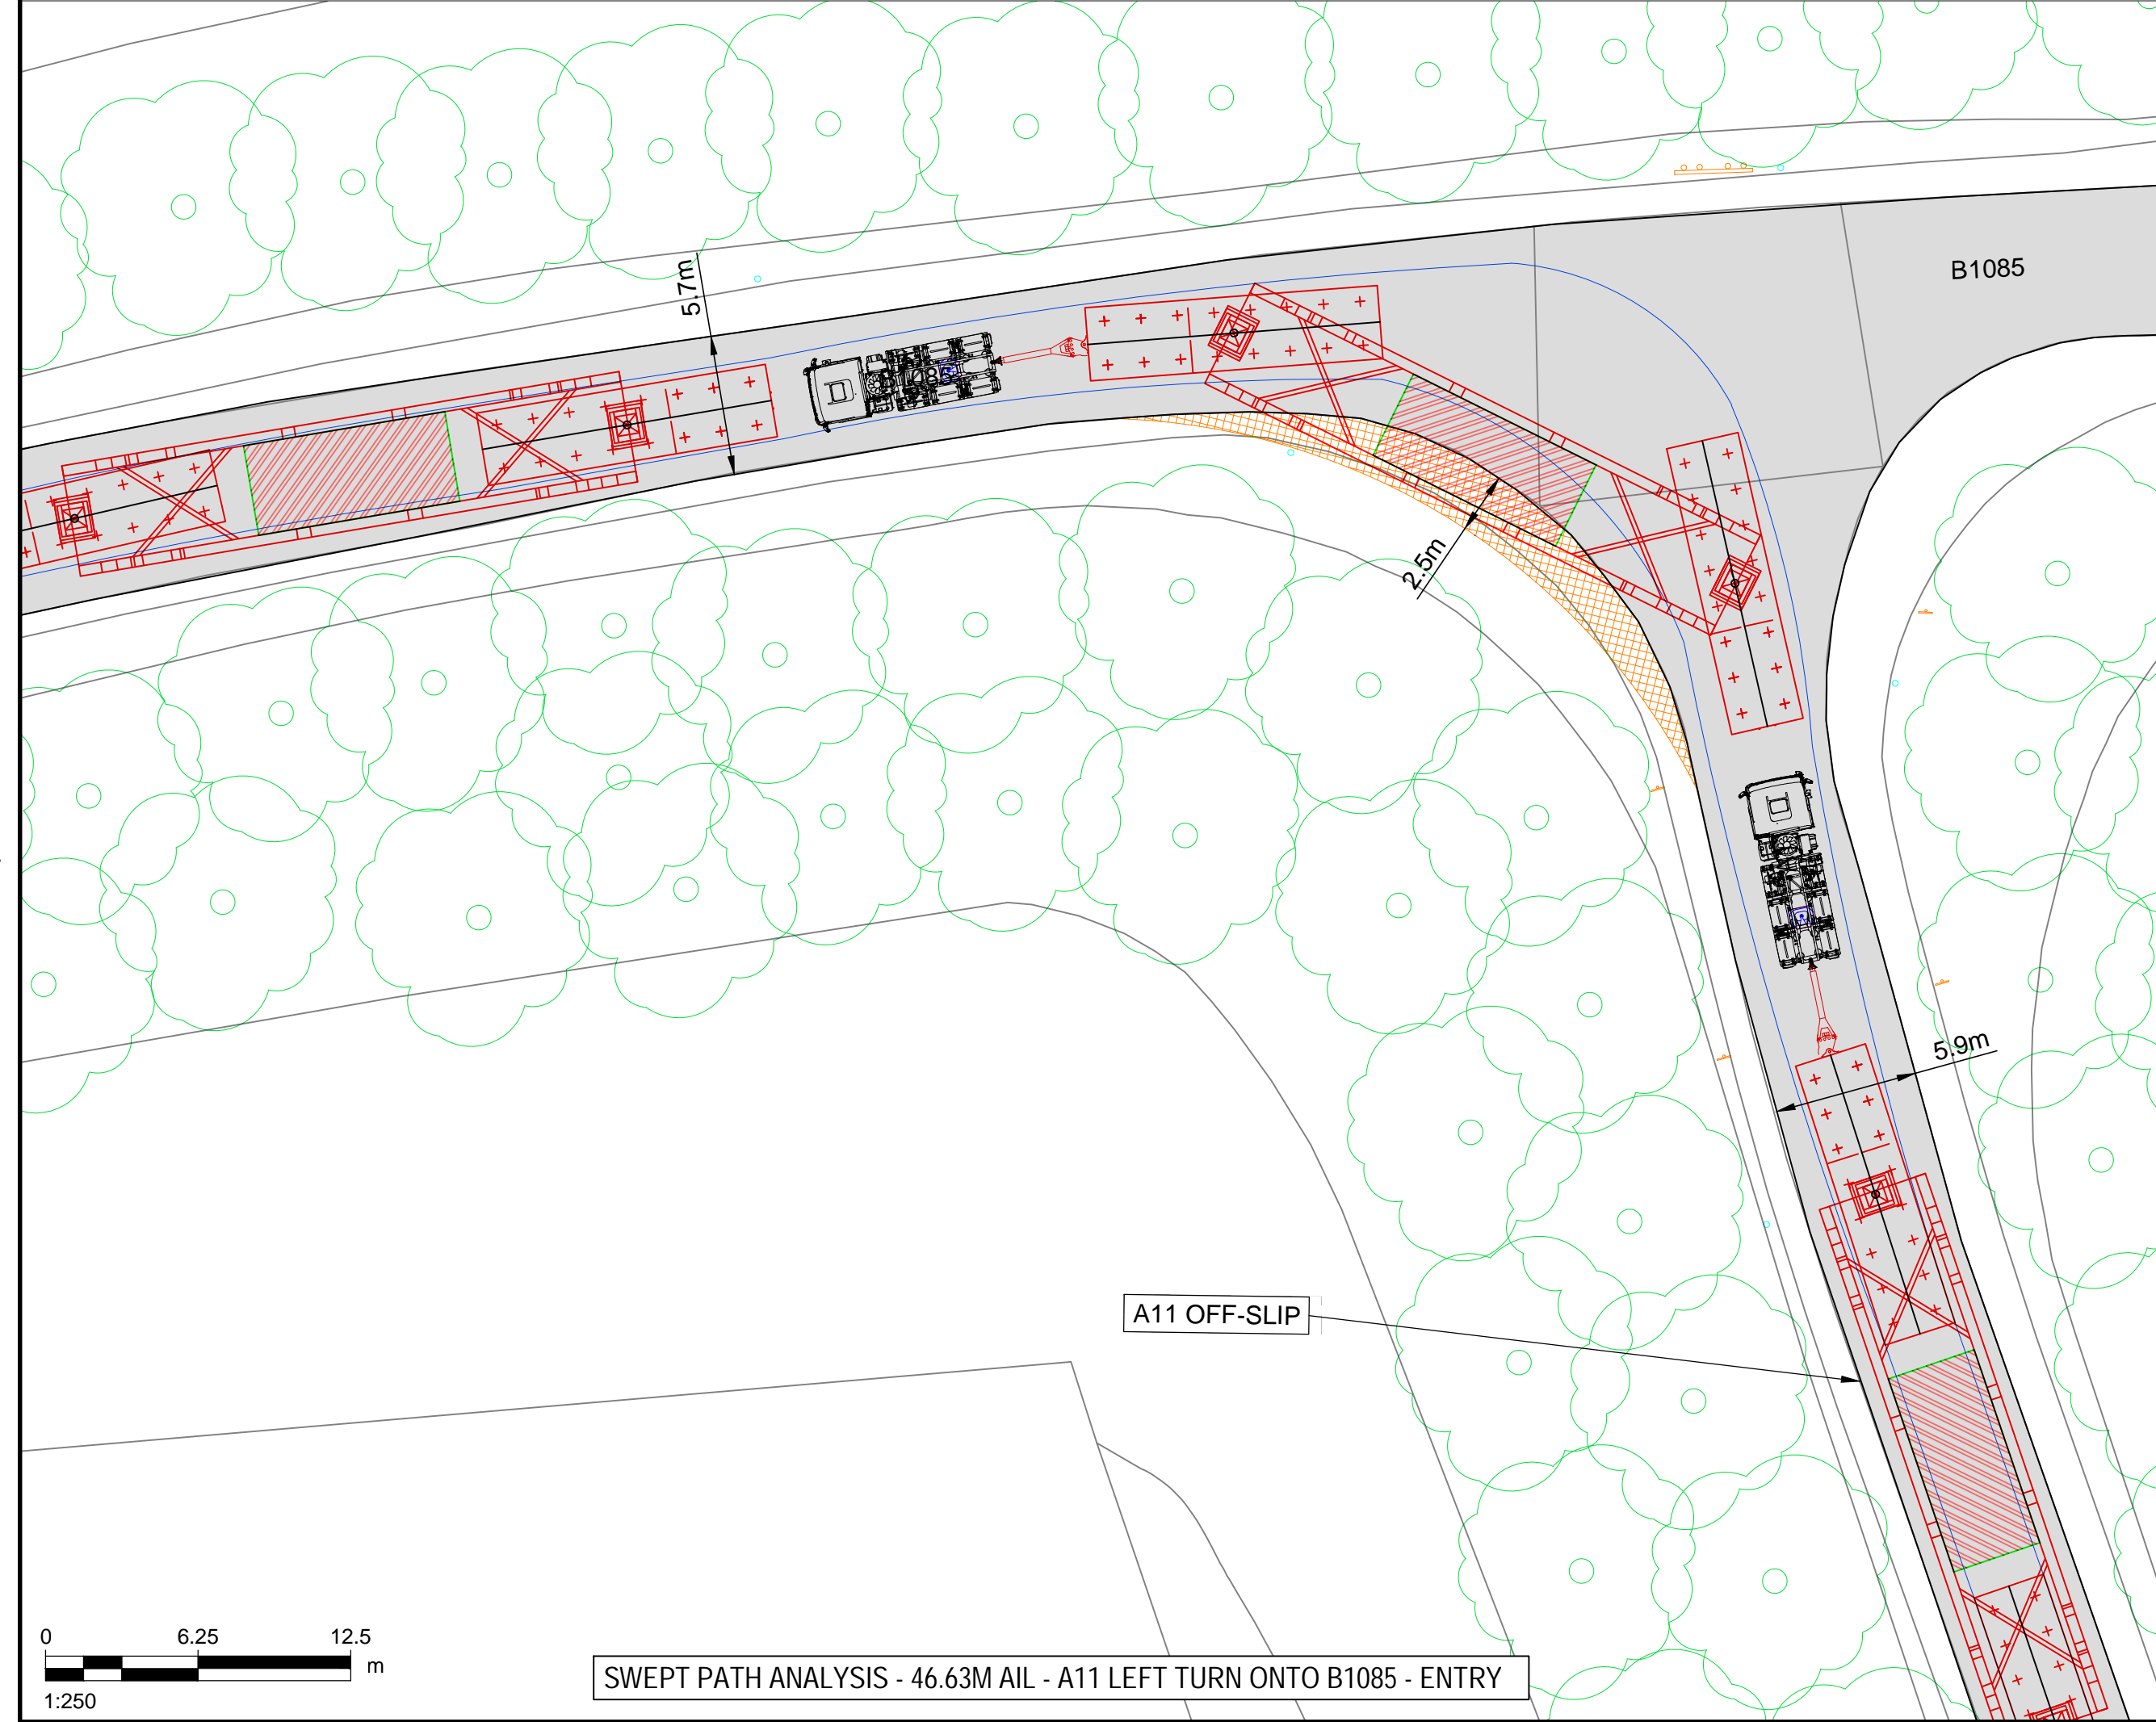 B1085
5.7m
2.5m
5.9m
A11 OFF-SLIP
0 6.25 12.5
m
1:250
SWEPT PATH ANALYSIS - 46.63M AIL - A11 LEFT TURN ONTO B1085 - ENTRY